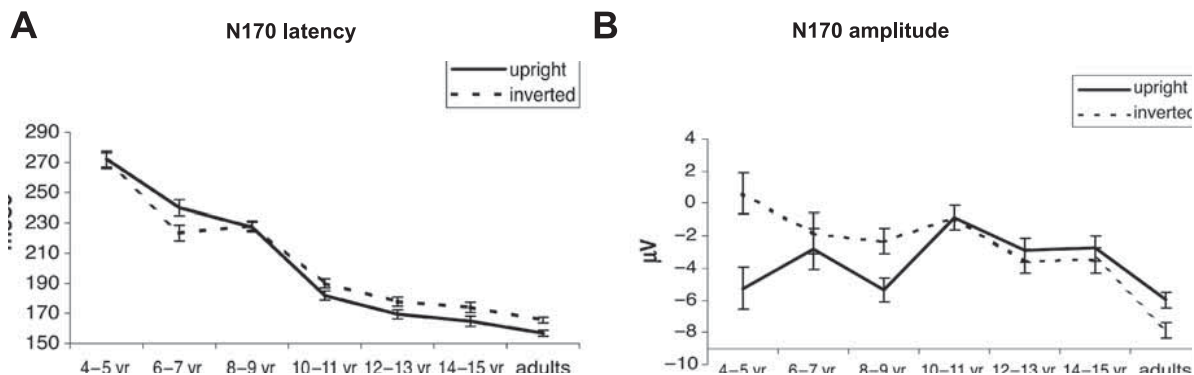 A
N170 latency
upright
inverted
290
270
250
230
210
190
170
150
4–5 yr 6–7 yr 8–9 yr 10–11 yr 12–13 yr 14–15 yr adults
B
N170 amplitude
upright
inverted
4
2
0
−2
−4
−6
−8
−10
µV
4–5 yr 6–7 yr 8–9 yr 10–11 yr 12–13 yr 14–15 yr adults